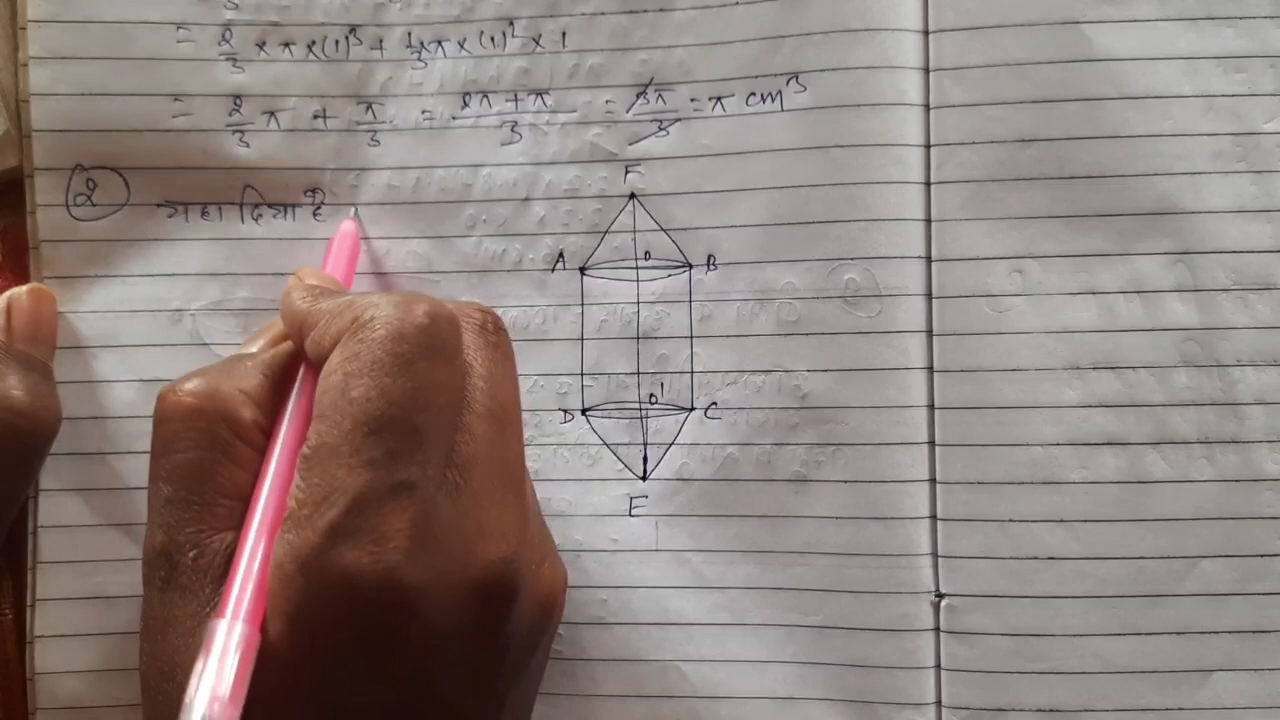 = 2/3 × π × (1)³ + 1/3 × π × (1)² × 1
= 2/3 π + π/3 = 2π + π / 3 = 3π/3 = π cm³
② यहा दिया है
F
A O B
D O' C
E